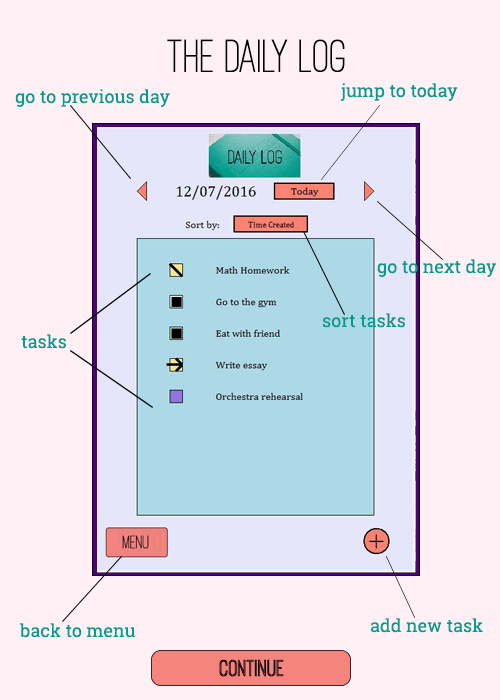 THE DAILY LOG
go to previous day
jump to today
DAILY LOG
12/07/2016
Today
Sort by:
Time Created
go to next day
Math Homework
Go to the gym
sort tasks
Eat with friend
tasks
Write essay
Orchestra rehearsal
MENU
back to menu
add new task
CONTINUE